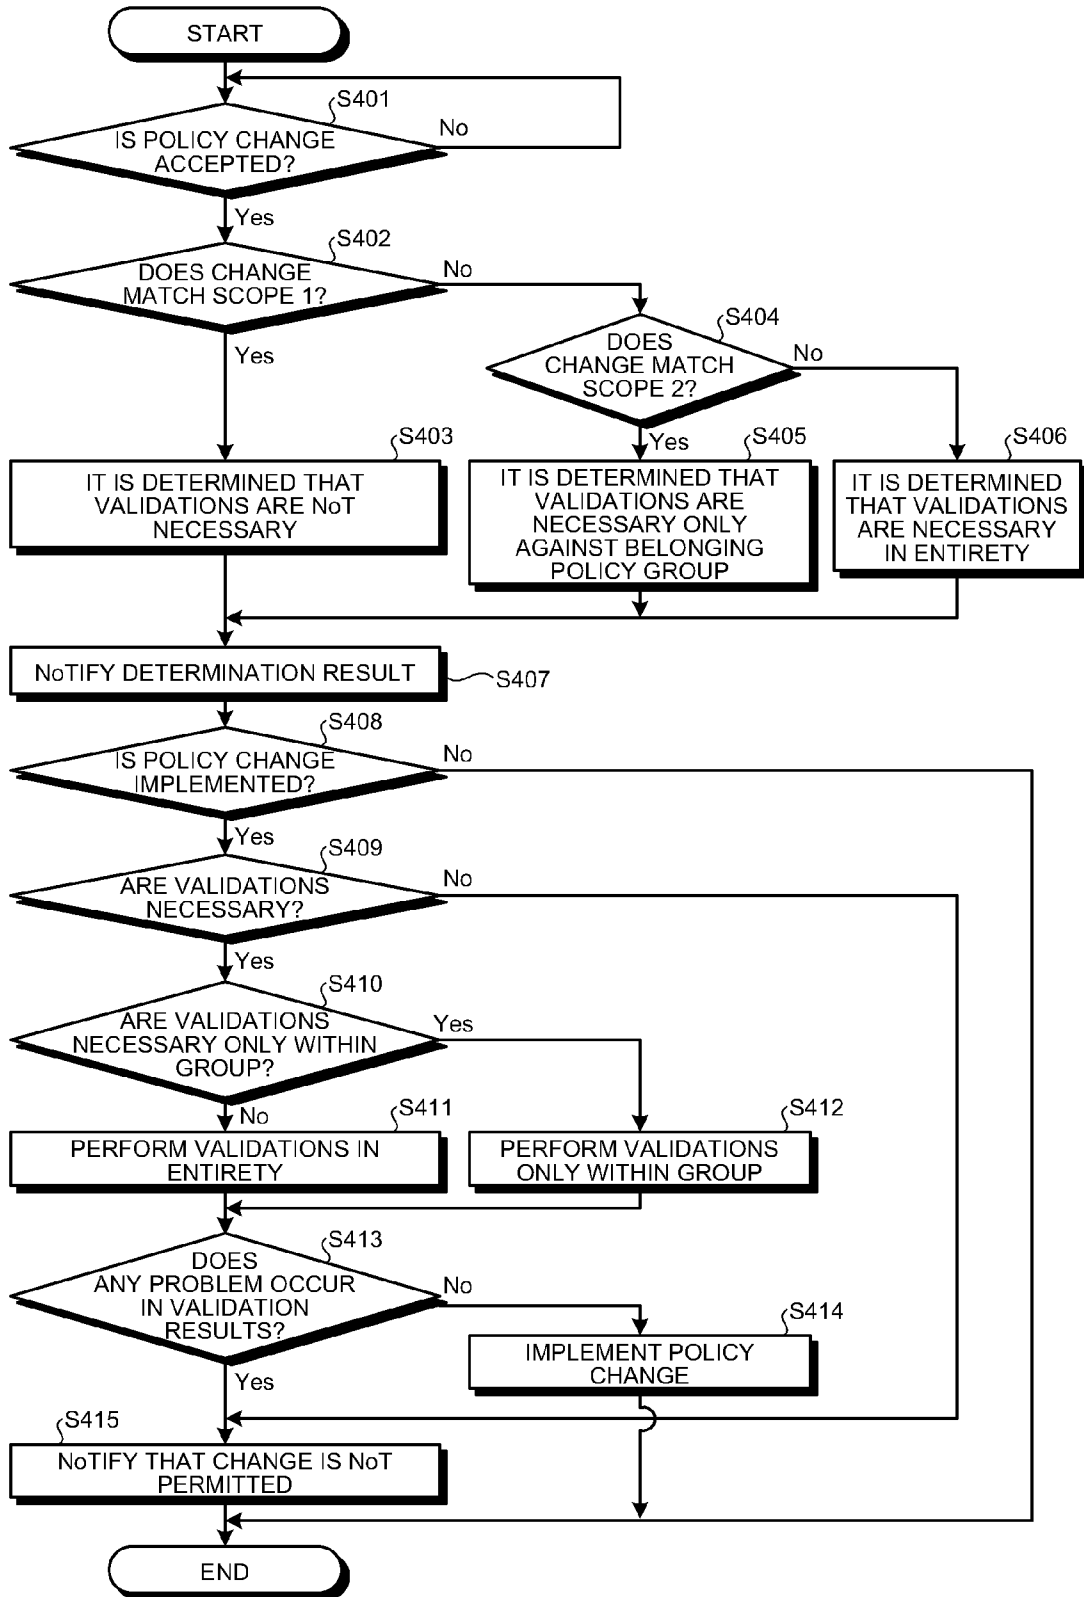 START
S401
IS POLICY CHANGE
ACCEPTED?
No
Yes
S402
DOES CHANGE
MATCH SCOPE 1?
No
Yes
S404
DOES
CHANGE MATCH
SCOPE 2?
No
Yes
S403
IT IS DETERMINED THAT
VALIDATIONS ARE NoT
NECESSARY
S405
IT IS DETERMINED THAT
VALIDATIONS ARE
NECESSARY ONLY
AGAINST BELONGING
POLICY GROUP
S406
IT IS DETERMINED
THAT VALIDATIONS
ARE NECESSARY
IN ENTIRETY
NoTIFY DETERMINATION RESULT
S407
S408
IS POLICY CHANGE
IMPLEMENTED?
No
Yes
S409
ARE VALIDATIONS
NECESSARY?
No
Yes
S410
ARE VALIDATIONS
NECESSARY ONLY WITHIN
GROUP?
Yes
No
S411
PERFORM VALIDATIONS IN
ENTIRETY
S412
PERFORM VALIDATIONS
ONLY WITHIN GROUP
S413
DOES
ANY PROBLEM OCCUR
IN VALIDATION
RESULTS?
No
Yes
S414
IMPLEMENT POLICY
CHANGE
S415
NoTIFY THAT CHANGE IS NoT
PERMITTED
END